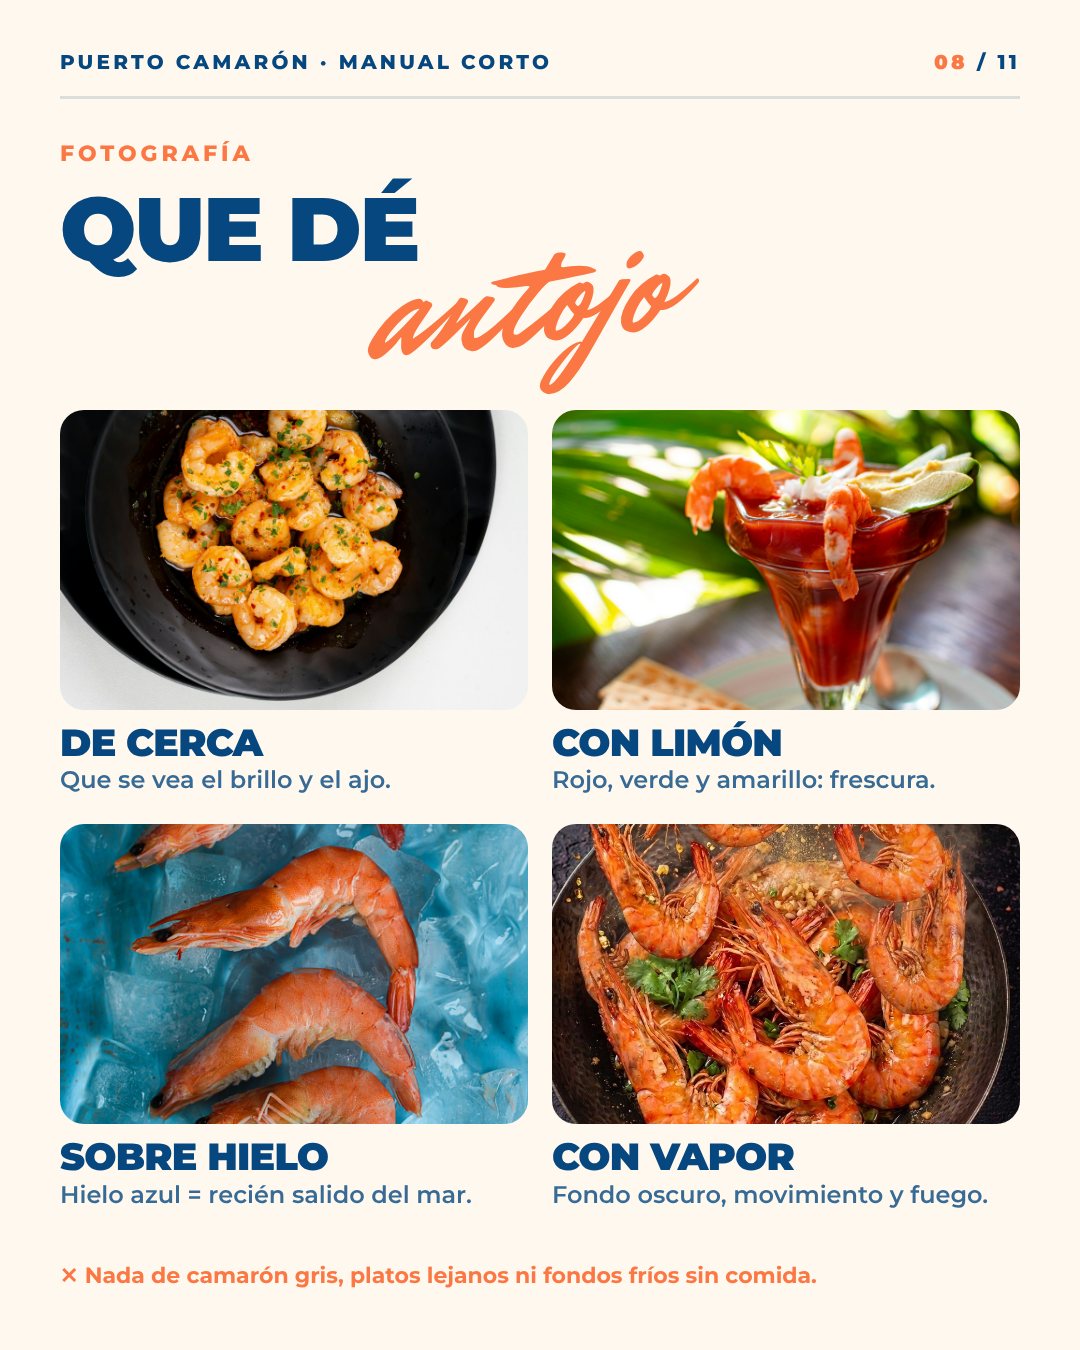 PUERTO CAMARÓN · MANUAL CORTO
08 / 11
FOTOGRAFÍA
QUE DÉ
antojo
DE CERCA
Que se vea el brillo y el ajo.
CON LIMÓN
Rojo, verde y amarillo: frescura.
SOBRE HIELO
Hielo azul = recién salido del mar.
CON VAPOR
Fondo oscuro, movimiento y fuego.
✕ Nada de camarón gris, platos lejanos ni fondos fríos sin comida.